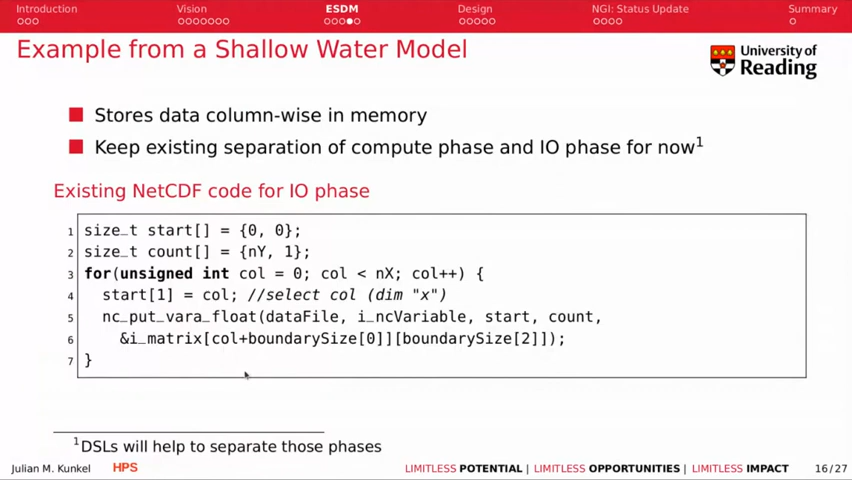 Introduction Vision ESDM Design NGI: Status Update Summary
Example from a Shallow Water Model
University of
Reading
Stores data column-wise in memory
Keep existing separation of compute phase and IO phase for now1
Existing NetCDF code for IO phase
1 size_t start[] = {0, 0};
2 size_t count[] = {nY, 1};
3 for(unsigned int col = 0; col < nX; col++) {
4 start[1] = col; //select col (dim "x")
5 nc_put_vara_float(dataFile, i_ncVariable, start, count,
6 &i_matrix[col+boundarySize[0]][boundarySize[2]]);
7 }
1DSLs will help to separate those phases
Julian M. Kunkel HPS LIMITLESS POTENTIAL | LIMITLESS OPPORTUNITIES | LIMITLESS IMPACT 16/27